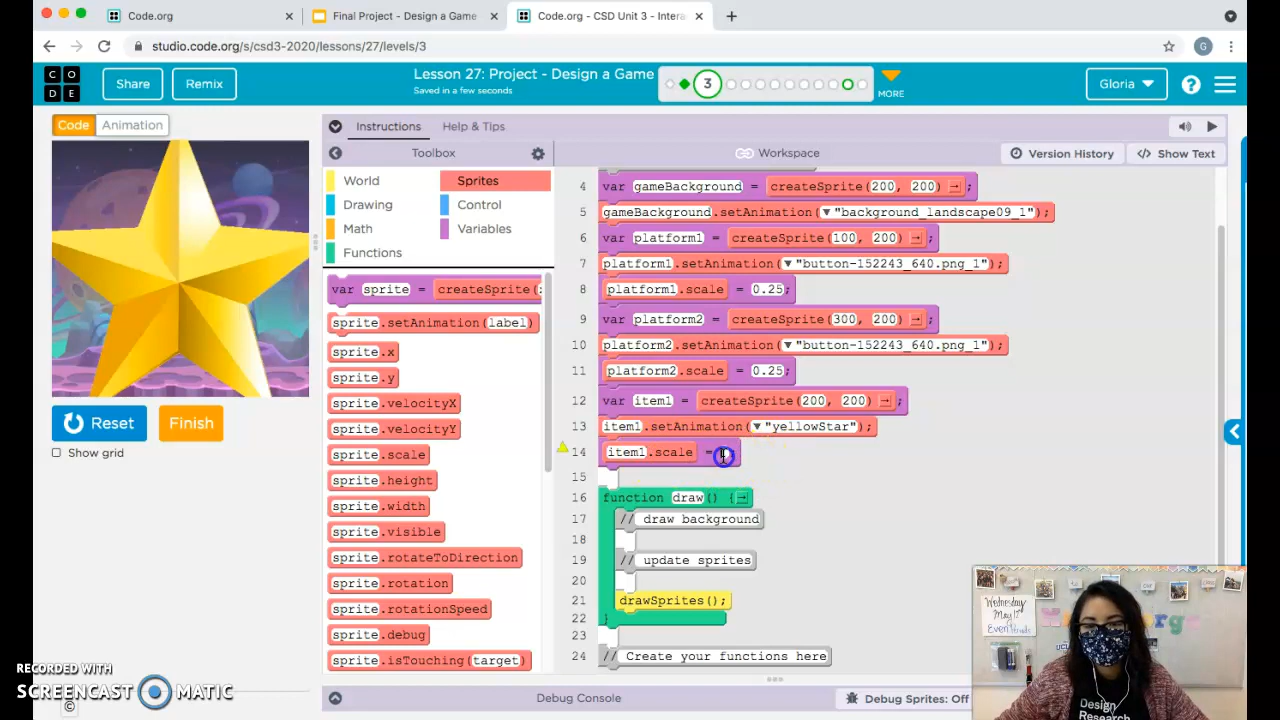 Code.org
Final Project - Design a Game
Code.org - CSD Unit 3 - Intera
studio.code.org/s/csd3-2020/lessons/27/levels/3
G
CODE
Share
Remix
Lesson 27: Project - Design a Game
Saved in a few seconds
3
MORE
Gloria
Code
Animation
Instructions
Help & Tips
Toolbox
Workspace
Version History
</> Show Text
World
Sprites
Drawing
Control
Math
Variables
Functions
var sprite = createSprite(
sprite.setAnimation(label)
sprite.x
sprite.y
sprite.velocityX
sprite.velocityY
sprite.scale
sprite.height
sprite.width
sprite.visible
sprite.rotateToDirection
sprite.rotation
sprite.rotationSpeed
sprite.debug
sprite.isTouching(target)
4 var gameBackground = createSprite(200, 200);
5 gameBackground.setAnimation("background_landscape09_1");
6 var platform1 = createSprite(100, 200);
7 platform1.setAnimation("button-152243_640.png_1");
8 platform1.scale = 0.25;
9 var platform2 = createSprite(300, 200);
10 platform2.setAnimation("button-152243_640.png_1");
11 platform2.scale = 0.25;
12 var item1 = createSprite(200, 200);
13 item1.setAnimation("yellowStar");
14 item1.scale = ;
15
16 function draw() {
17 // draw background
18
19 // update sprites
20
21 drawSprites();
22 }
23
24 // Create your functions here
Reset
Finish
Show grid
Debug Console
Debug Sprites: Off
RECORDED WITH
SCREENCAST MATIC
©
Wednesday
May 12
Even Periods
Design
Research